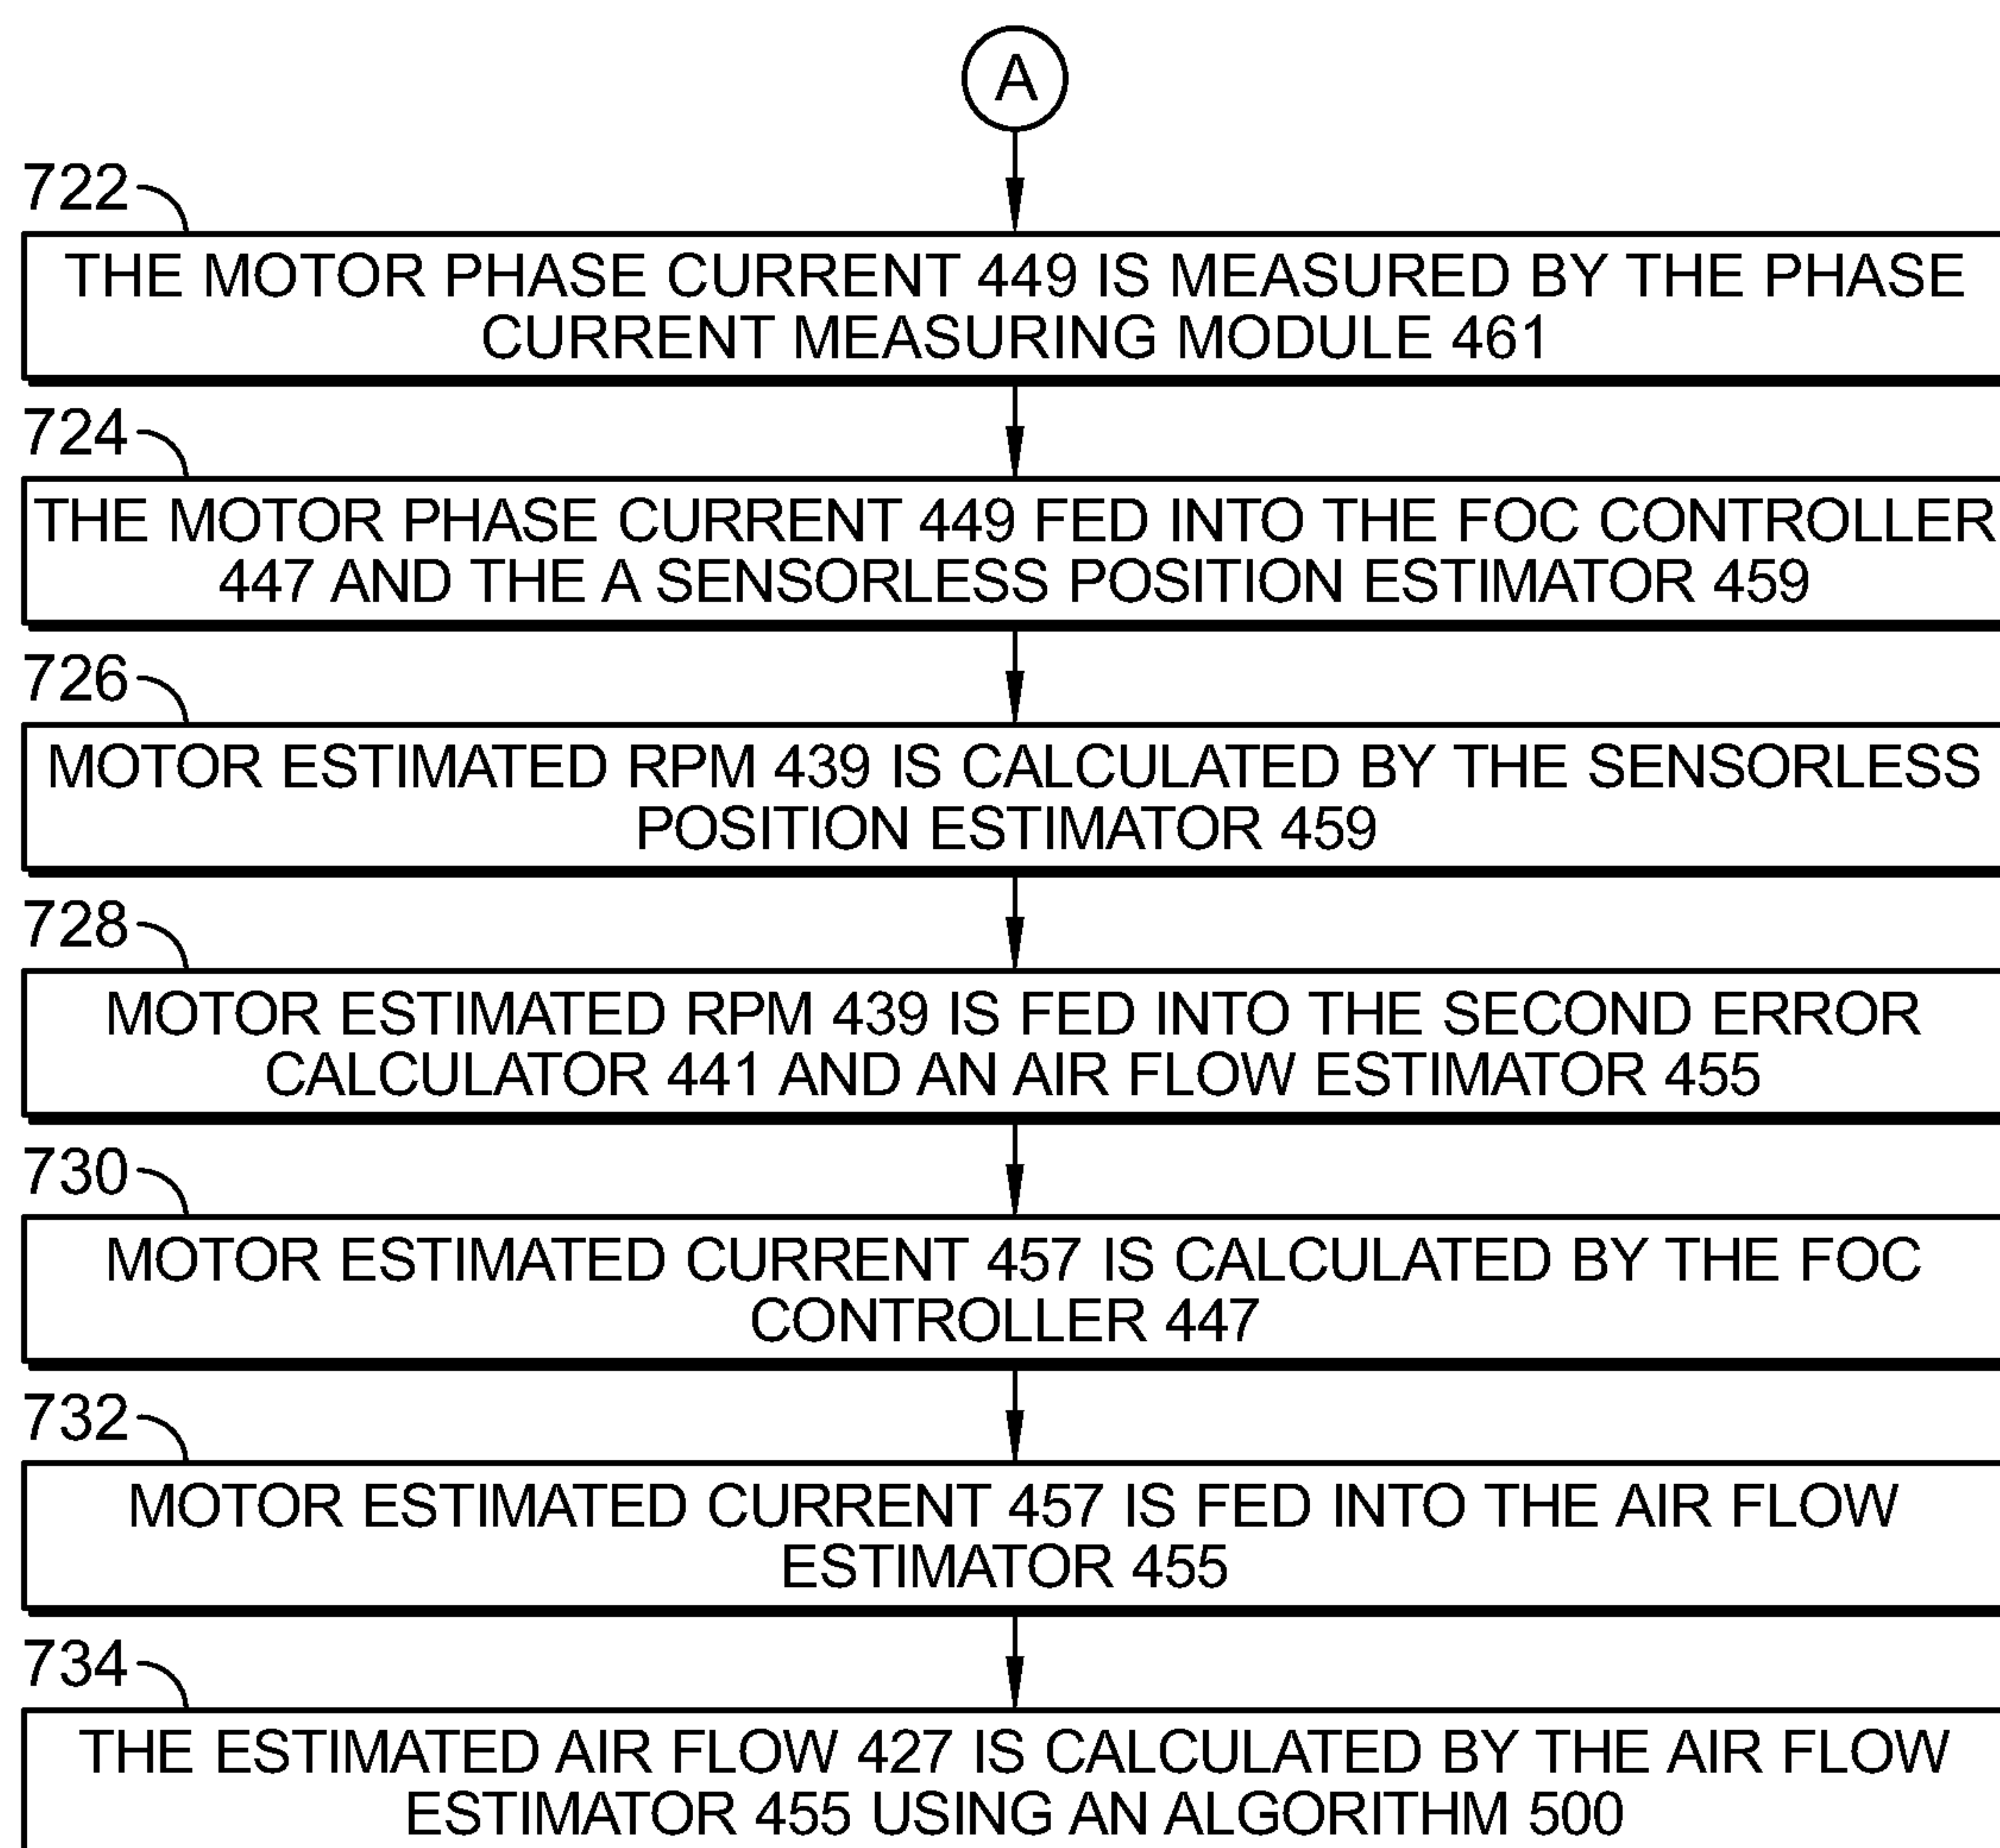 A
722
THE MOTOR PHASE CURRENT 449 IS MEASURED BY THE PHASE
CURRENT MEASURING MODULE 461
724
THE MOTOR PHASE CURRENT 449 FED INTO THE FOC CONTROLLER
447 AND THE A SENSORLESS POSITION ESTIMATOR 459
726
MOTOR ESTIMATED RPM 439 IS CALCULATED BY THE SENSORLESS
POSITION ESTIMATOR 459
728
MOTOR ESTIMATED RPM 439 IS FED INTO THE SECOND ERROR
CALCULATOR 441 AND AN AIR FLOW ESTIMATOR 455
730
MOTOR ESTIMATED CURRENT 457 IS CALCULATED BY THE FOC
CONTROLLER 447
732
MOTOR ESTIMATED CURRENT 457 IS FED INTO THE AIR FLOW
ESTIMATOR 455
734
THE ESTIMATED AIR FLOW 427 IS CALCULATED BY THE AIR FLOW
ESTIMATOR 455 USING AN ALGORITHM 500